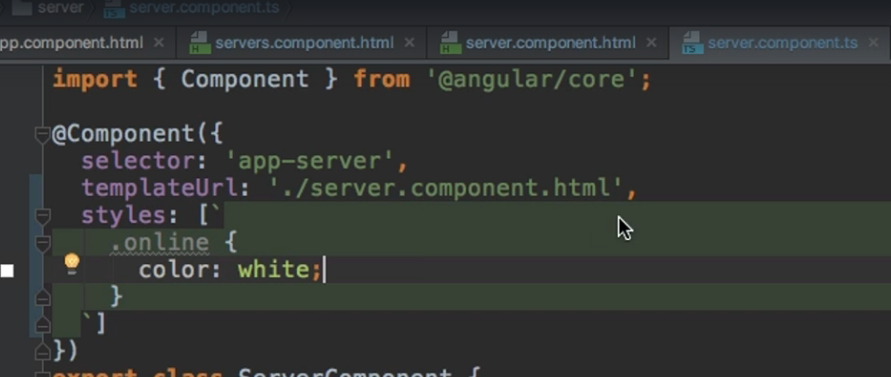 server server.component.ts
pp.component.html × servers.component.html × server.component.html × server.component.ts ×
import { Component } from '@angular/core';
@Component({
selector: 'app-server',
templateUrl: './server.component.html',
styles: [`
.online {
color: white;
}
`]
})
export class ServerComponent {